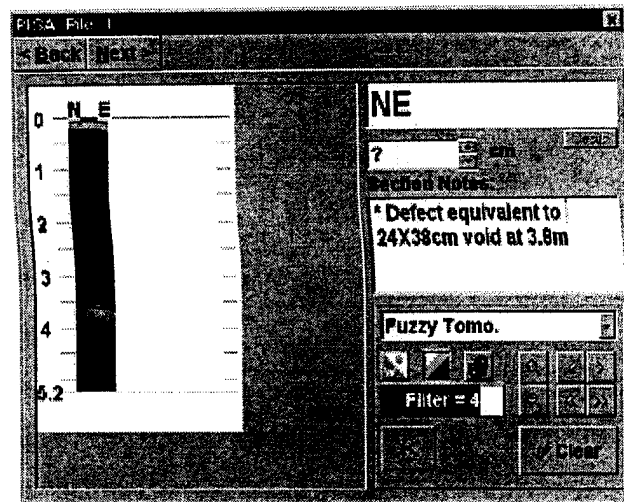 PISA File 1
< Back Next >
N E
0
1
2
3
4
5.2
NE
? cm
Section Notes:
* Defect equivalent to
24X38cm void at 3.8m
Fuzzy Tomo.
Filter = 4
Clear